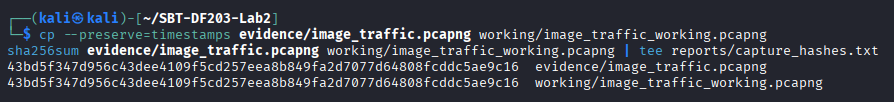 ┌──(kali㉿kali)-[~/SBT-DF203-Lab2]
└─$ cp --preserve=timestamps evidence/image_traffic.pcapng working/image_traffic_working.pcapng
sha256sum evidence/image_traffic.pcapng working/image_traffic_working.pcapng | tee reports/capture_hashes.txt
43bd5f347d956c43dee4109f5cd257eea8b849fa2d7077d64808fcddc5ae9c16  evidence/image_traffic.pcapng
43bd5f347d956c43dee4109f5cd257eea8b849fa2d7077d64808fcddc5ae9c16  working/image_traffic_working.pcapng